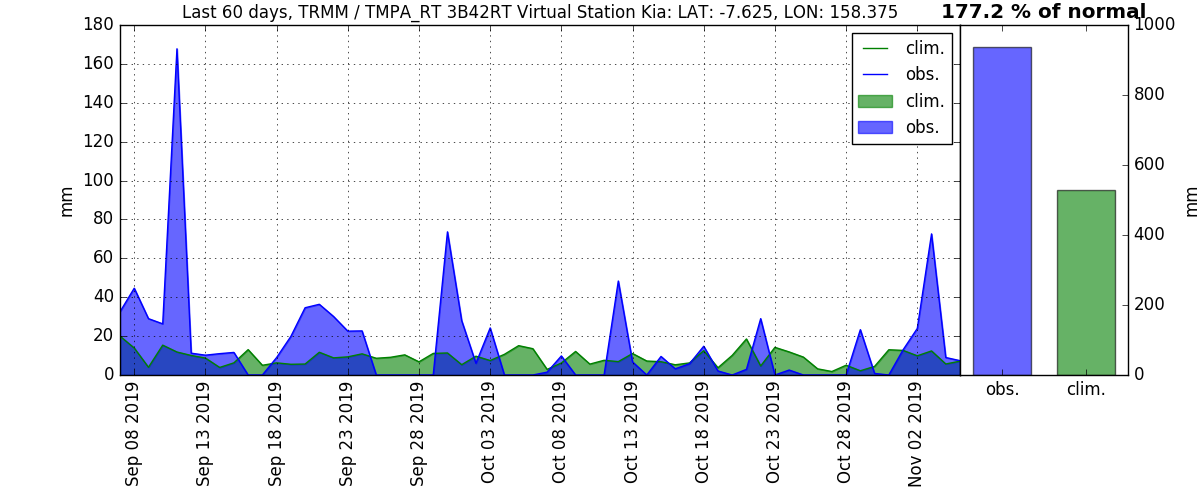 Last 60 days, TRMM / TMPA_RT 3B42RT Virtual Station Kia: LAT: -7.625, LON: 158.375
177.2 % of normal
180
160
140
120
100
80
60
40
20
0
mm
clim.
obs.
clim.
obs.
Sep 08 2019
Sep 13 2019
Sep 18 2019
Sep 23 2019
Sep 28 2019
Oct 03 2019
Oct 08 2019
Oct 13 2019
Oct 18 2019
Oct 23 2019
Oct 28 2019
Nov 02 2019
obs.
clim.
1000
800
600
400
200
0
mm